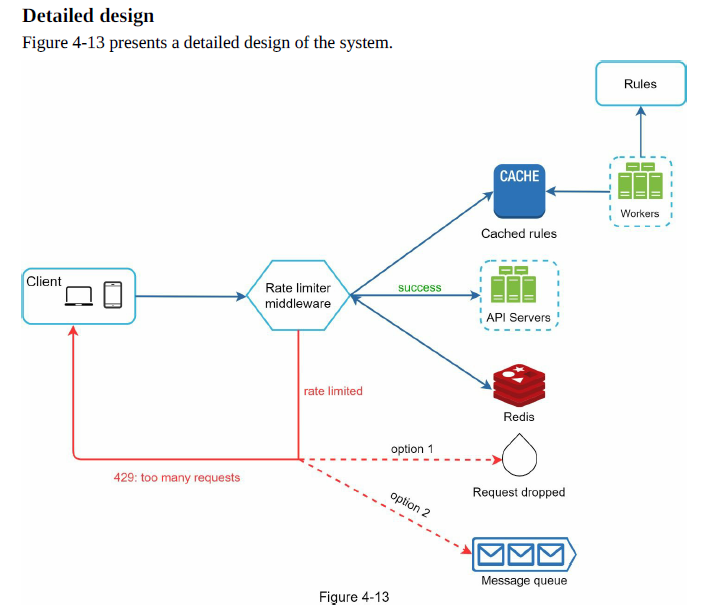 Detailed design
Figure 4-13 presents a detailed design of the system.
Rules
CACHE
Workers
Cached rules
Client
Rate limiter
middleware
success
API Servers
rate limited
Redis
option 1
429: too many requests
Request dropped
option 2
Message queue
Figure 4-13